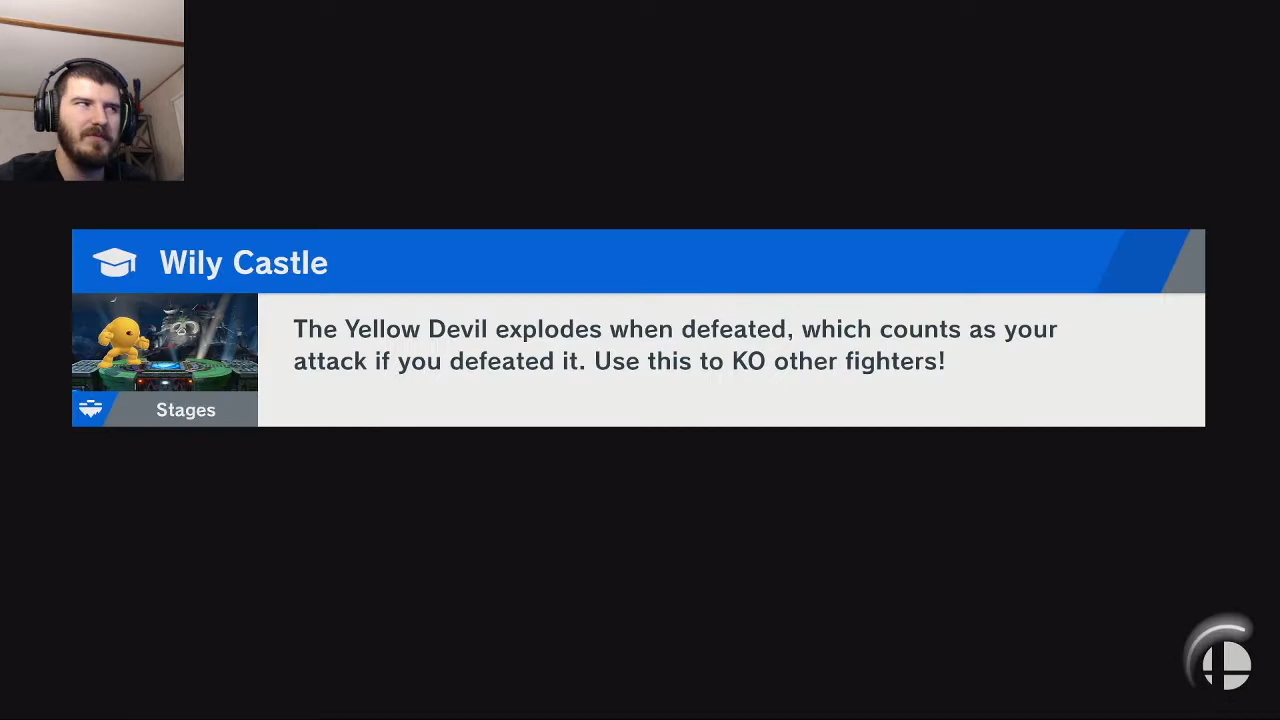 Wily Castle
The Yellow Devil explodes when defeated, which counts as your
attack if you defeated it. Use this to KO other fighters!
Stages